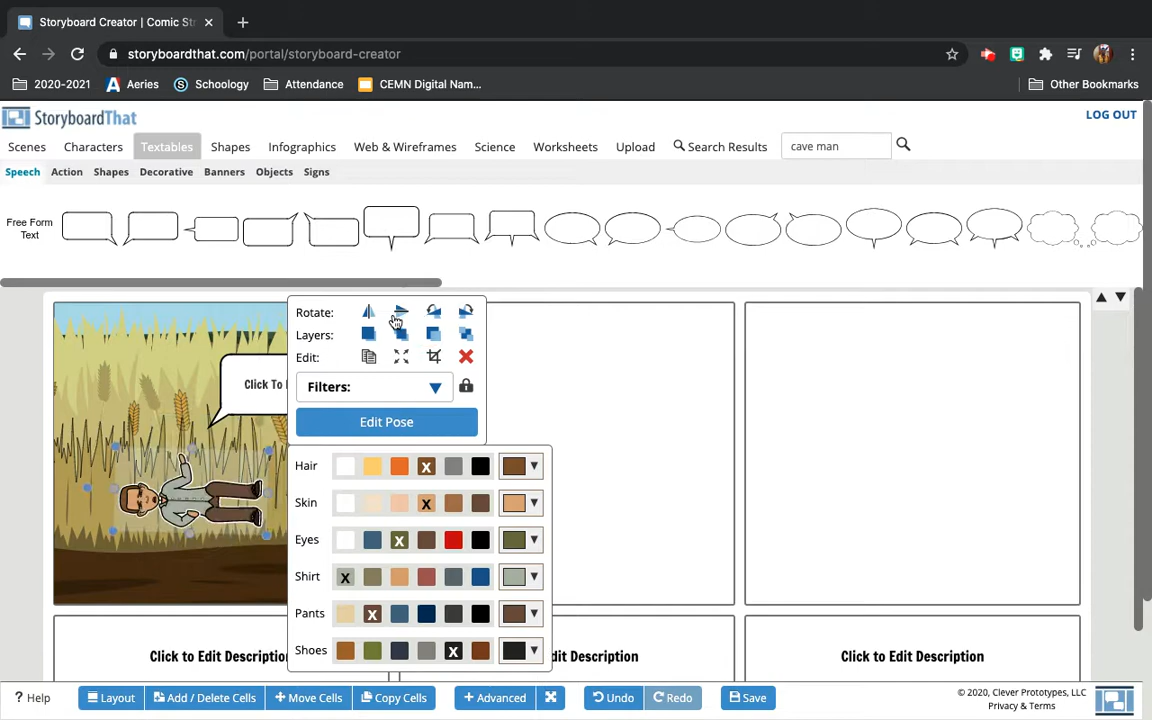 Storyboard Creator | Comic St
storyboardthat.com/portal/storyboard-creator
2020-2021 Aeries Schoology Attendance CEMN Digital Nam... Other Bookmarks
StoryboardThat LOG OUT
Scenes Characters Textables Shapes Infographics Web & Wireframes Science Worksheets Upload Search Results cave man
Speech Action Shapes Decorative Banners Objects Signs
Free Form
Text
Rotate:
Layers:
Edit:
Click To
Filters:
Edit Pose
Hair
Skin
Eyes
Shirt
Pants
Shoes
Click to Edit Description
dit Description
Click to Edit Description
? Help Layout Add / Delete Cells Move Cells Copy Cells + Advanced Undo Redo Save
© 2020, Clever Prototypes, LLC
Privacy & Terms